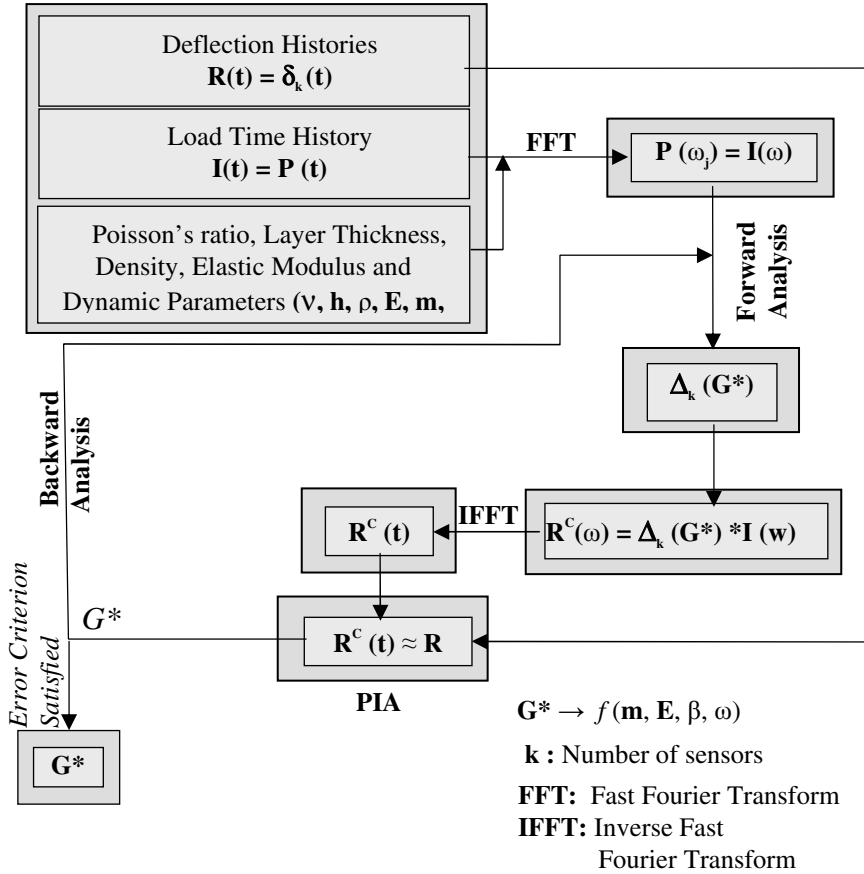 Deflection Histories
R(t) = δₖ(t)
Load Time History
I(t) = P (t)
Poisson's ratio, Layer Thickness,
Density, Elastic Modulus and
Dynamic Parameters (ν, h, ρ, E, m,
FFT
P (ωⱼ) = I(ω)
Forward
Analysis
Δₖ (G*)
Rᶜ(ω) = Δₖ (G*) *I (w)
IFFT
Rᶜ (t)
Rᶜ (t) ≈ R
PIA
Backward
Analysis
G*
Error Criterion
Satisfied
G*
G* → f (m, E, β, ω)
k : Number of sensors
FFT: Fast Fourier Transform
IFFT: Inverse Fast
Fourier Transform